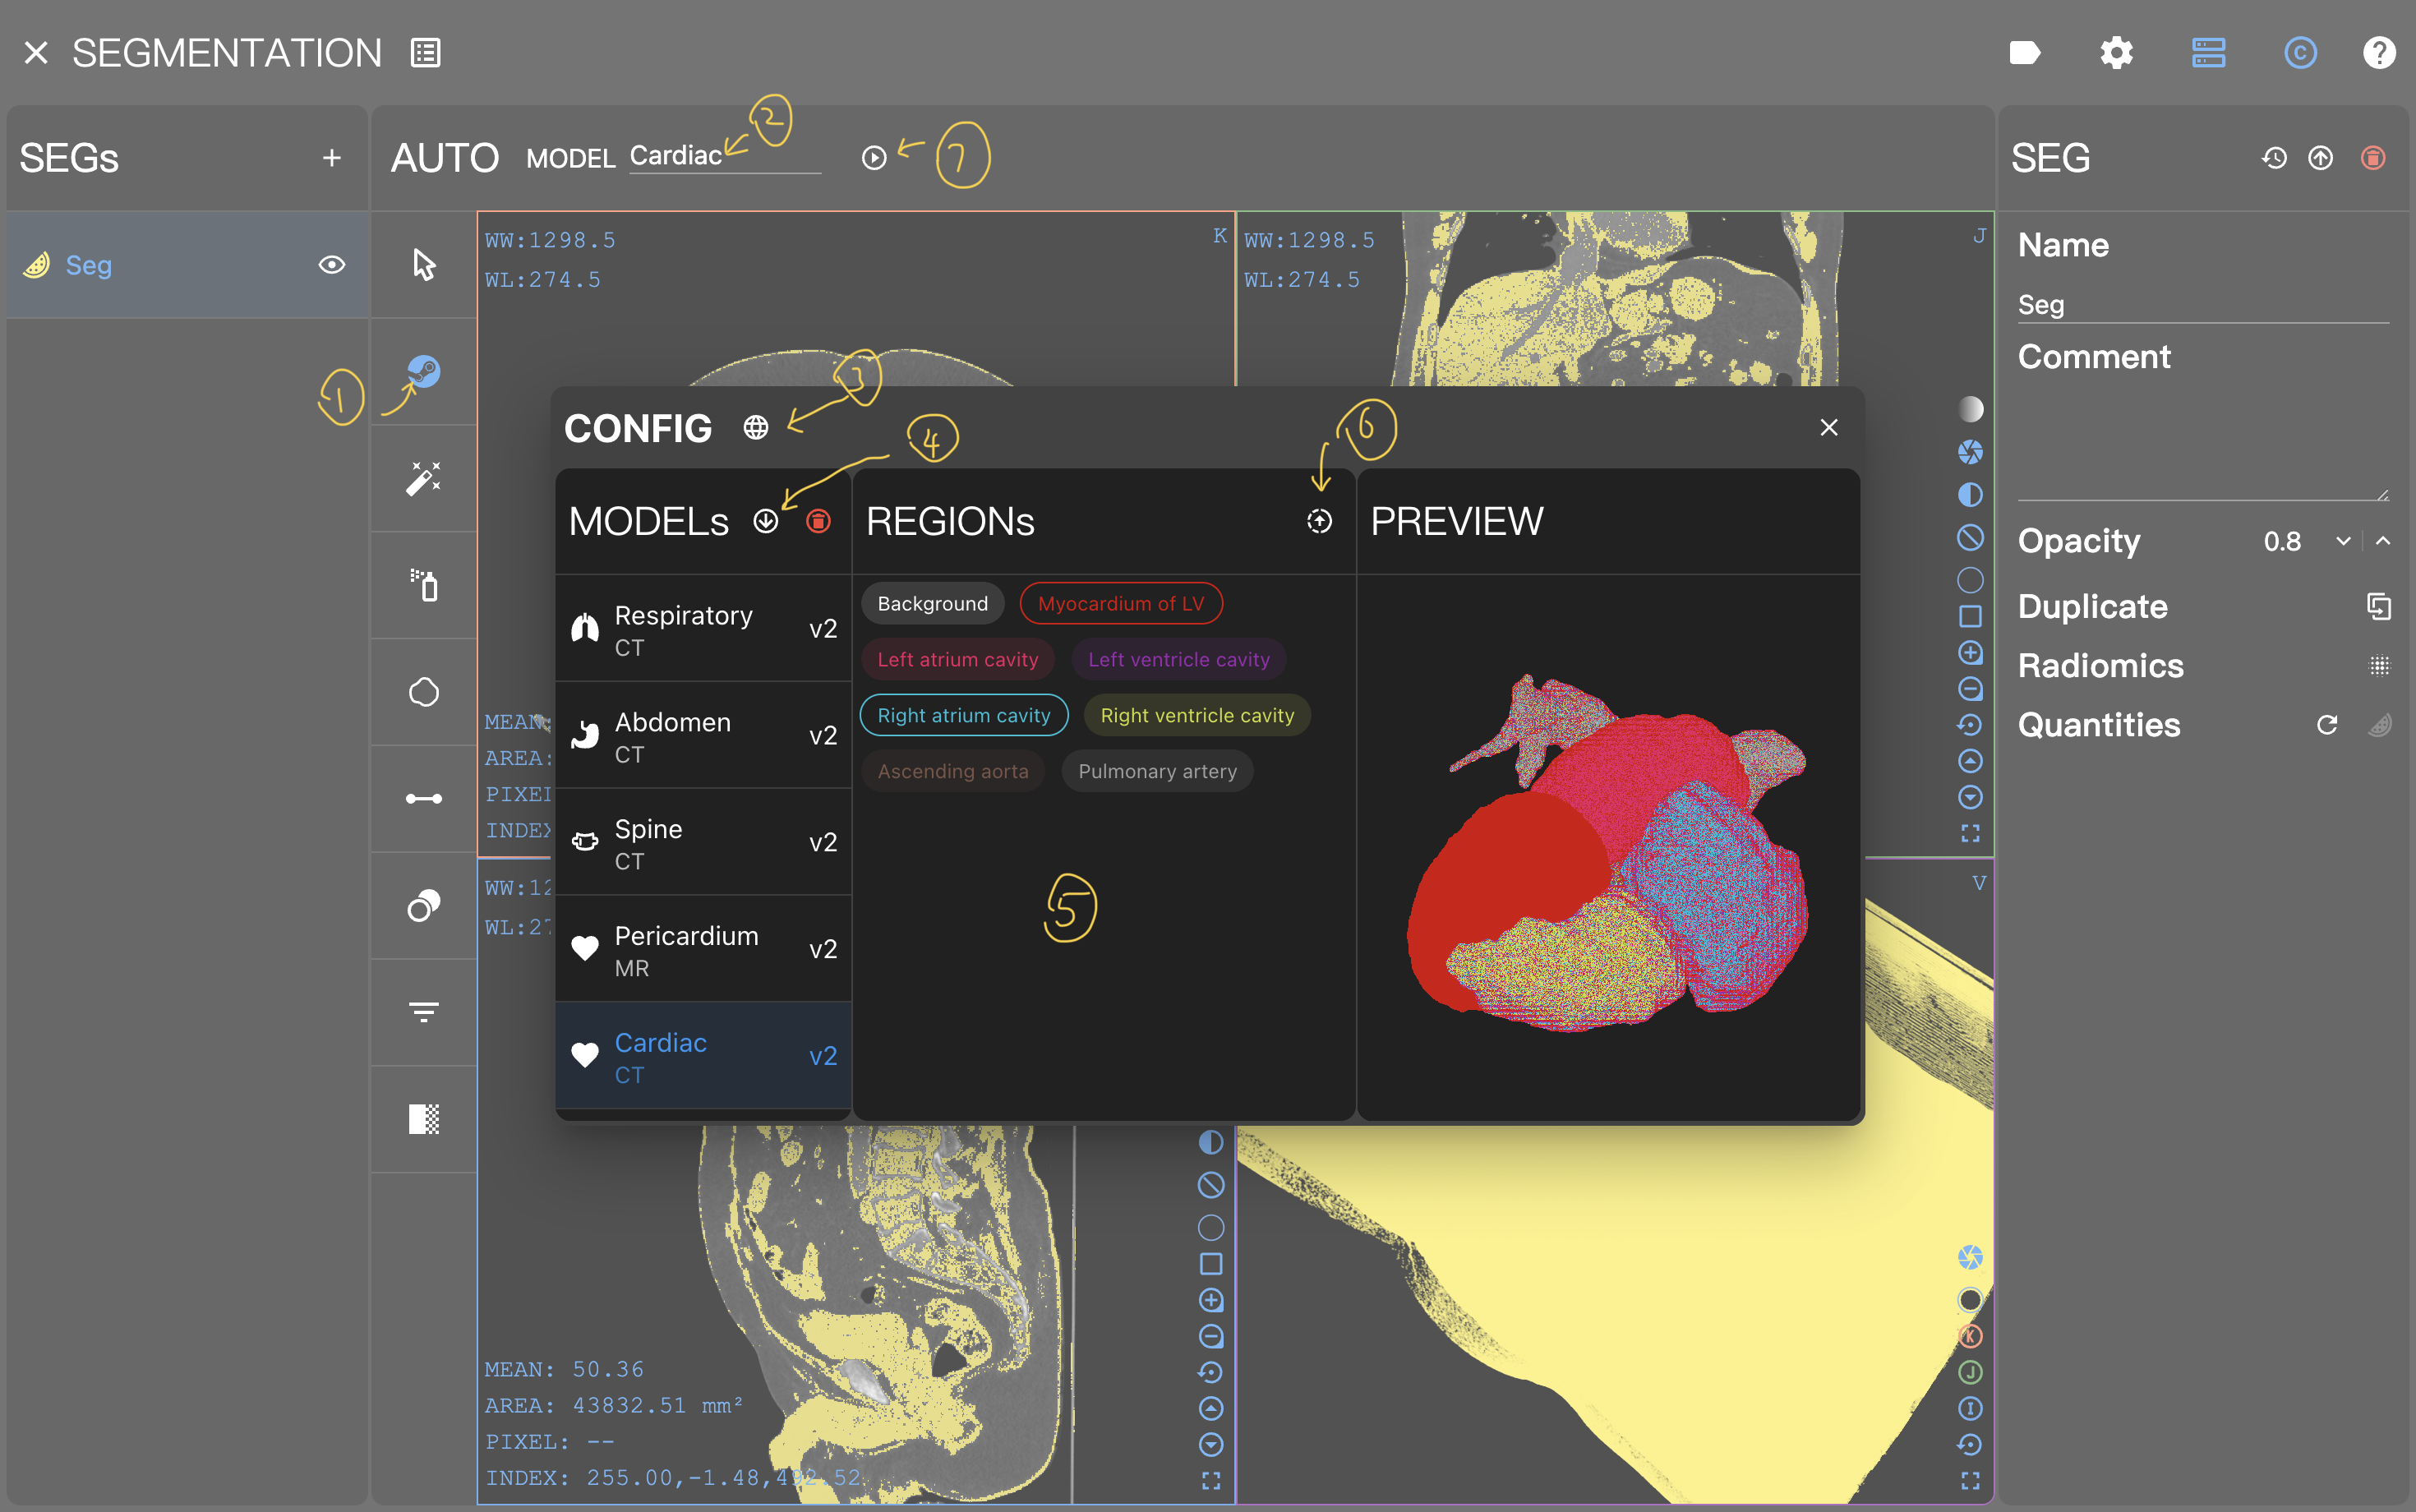 SEGMENTATION
SEGs +
AUTO MODEL Cardiac
2
7
SEG
Seg
WW:1298.5
WL:274.5
K
WW:1298.5
WL:274.5
J
Name
Seg
Comment
1
3
4
6
CONFIG
MODELs
REGIONs
PREVIEW
Respiratory
CT
v2
Abdomen
CT
v2
Spine
CT
v2
Pericardium
MR
v2
Cardiac
CT
v2
Background
Myocardium of LV
Left atrium cavity
Left ventricle cavity
Right atrium cavity
Right ventricle cavity
Ascending aorta
Pulmonary artery
5
Opacity 0.8
Duplicate
Radiomics
Quantities
MEAN
AREA:
PIXEL
INDEX
WW:12
WL:27
V
MEAN: 50.36
AREA: 43832.51 mm²
PIXEL: --
INDEX: 255.00,-1.48,492.52
K
J
I